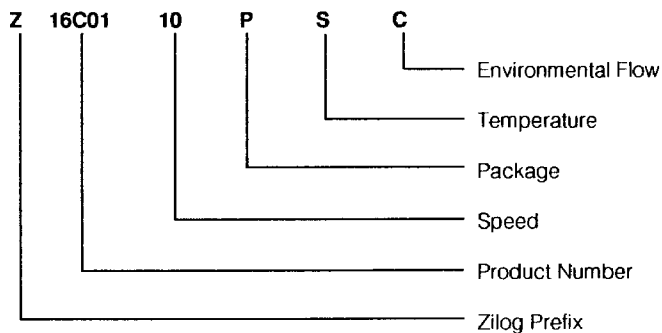 Z 16C01 10 P S C
Environmental Flow
Temperature
Package
Speed
Product Number
Zilog Prefix